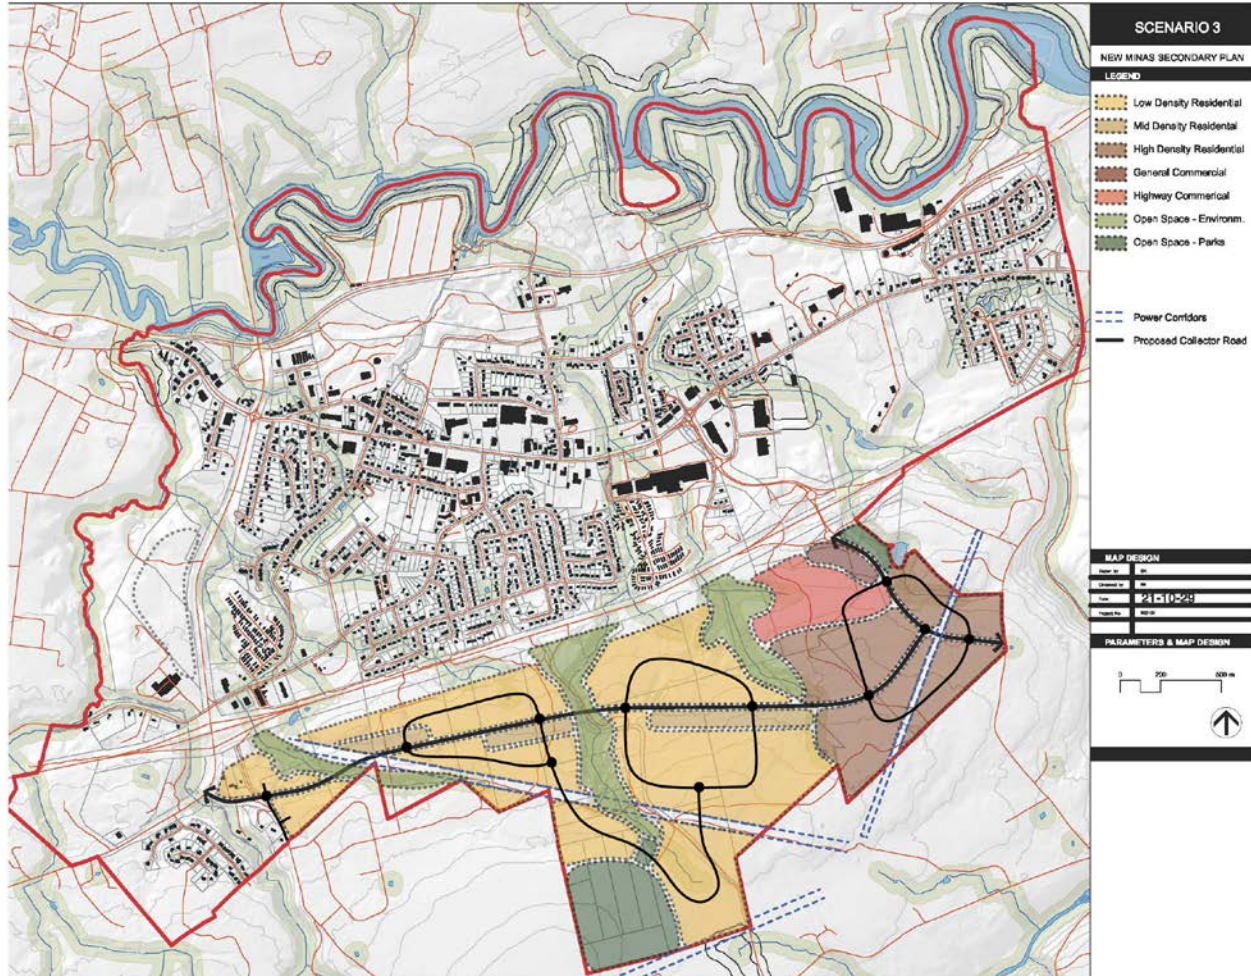 SCENARIO 3
NEW MINAS SECONDARY PLAN
LEGEND
Low Density Residential
Mid Density Residental
High Density Residential
General Commercial
Highway Commerical
Open Space - Environm.
Open Space - Parks
Power Corridors
Proposed Collector Road
MAP DESIGN
21-10-29
PARAMETERS & MAP DESIGN
0 200 600 m